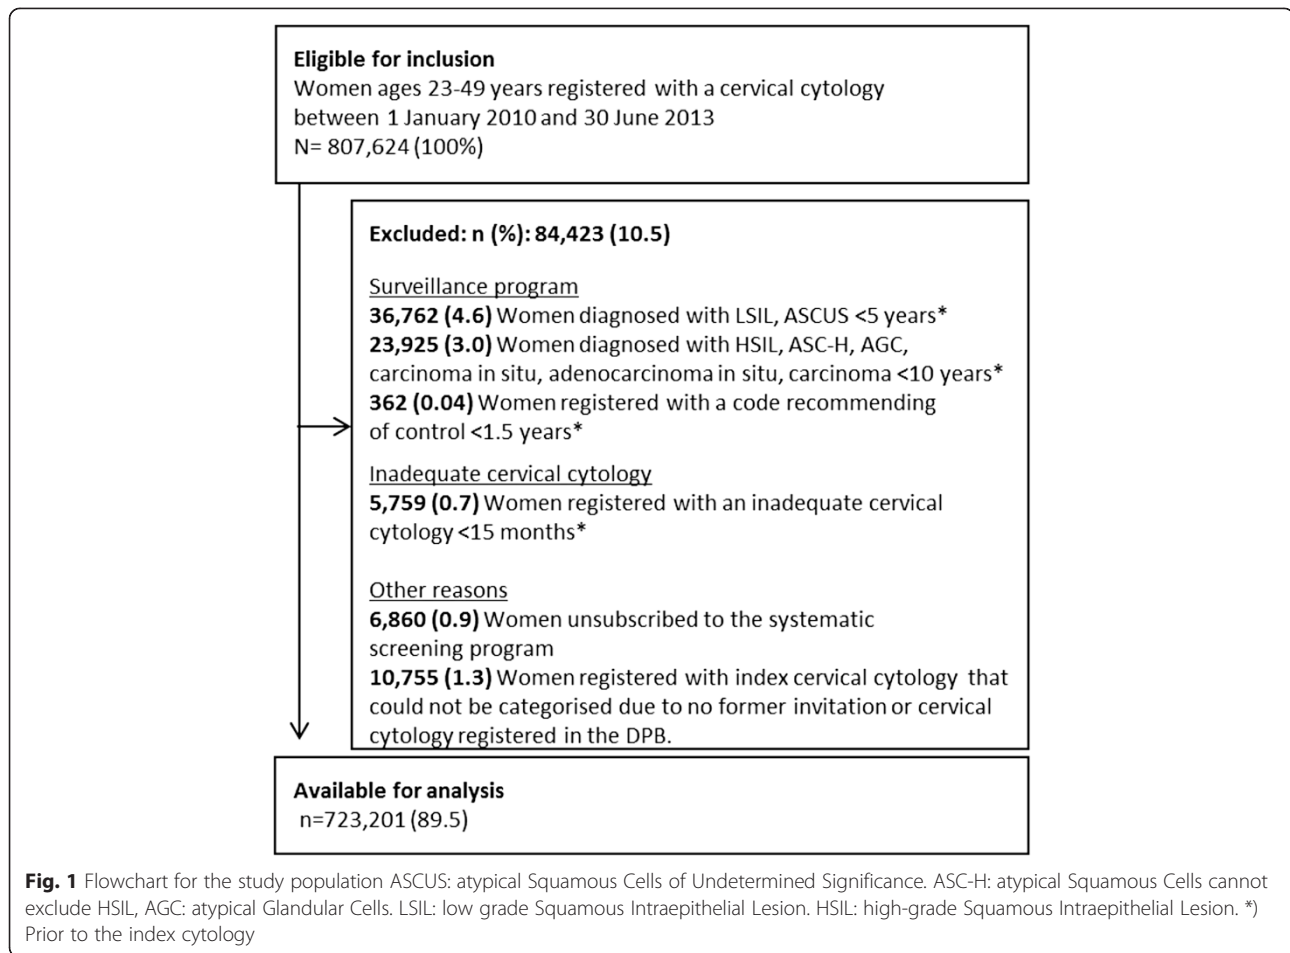 Eligible for inclusion
Women ages 23-49 years registered with a cervical cytology
between 1 January 2010 and 30 June 2013
N= 807,624 (100%)
Excluded: n (%): 84,423 (10.5)
Surveillance program
36,762 (4.6) Women diagnosed with LSIL, ASCUS <5 years*
23,925 (3.0) Women diagnosed with HSIL, ASC-H, AGC,
carcinoma in situ, adenocarcinoma in situ, carcinoma <10 years*
362 (0.04) Women registered with a code recommending
of control <1.5 years*
Inadequate cervical cytology
5,759 (0.7) Women registered with an inadequate cervical
cytology <15 months*
Other reasons
6,860 (0.9) Women unsubscribed to the systematic
screening program
10,755 (1.3) Women registered with index cervical cytology that
could not be categorised due to no former invitation or cervical
cytology registered in the DPB.
Available for analysis
n=723,201 (89.5)
Fig. 1 Flowchart for the study population ASCUS: atypical Squamous Cells of Undetermined Significance. ASC-H: atypical Squamous Cells cannot
exclude HSIL, AGC: atypical Glandular Cells. LSIL: low grade Squamous Intraepithelial Lesion. HSIL: high-grade Squamous Intraepithelial Lesion. *)
Prior to the index cytology